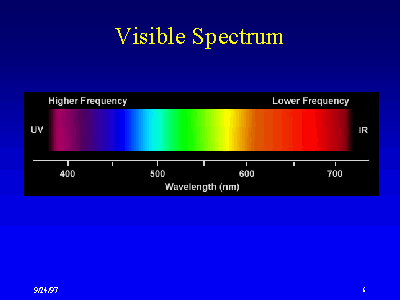 Visible Spectrum
Higher Frequency Lower Frequency
UV IR
400 500 600 700
Wavelength (nm)
9/24/97 6